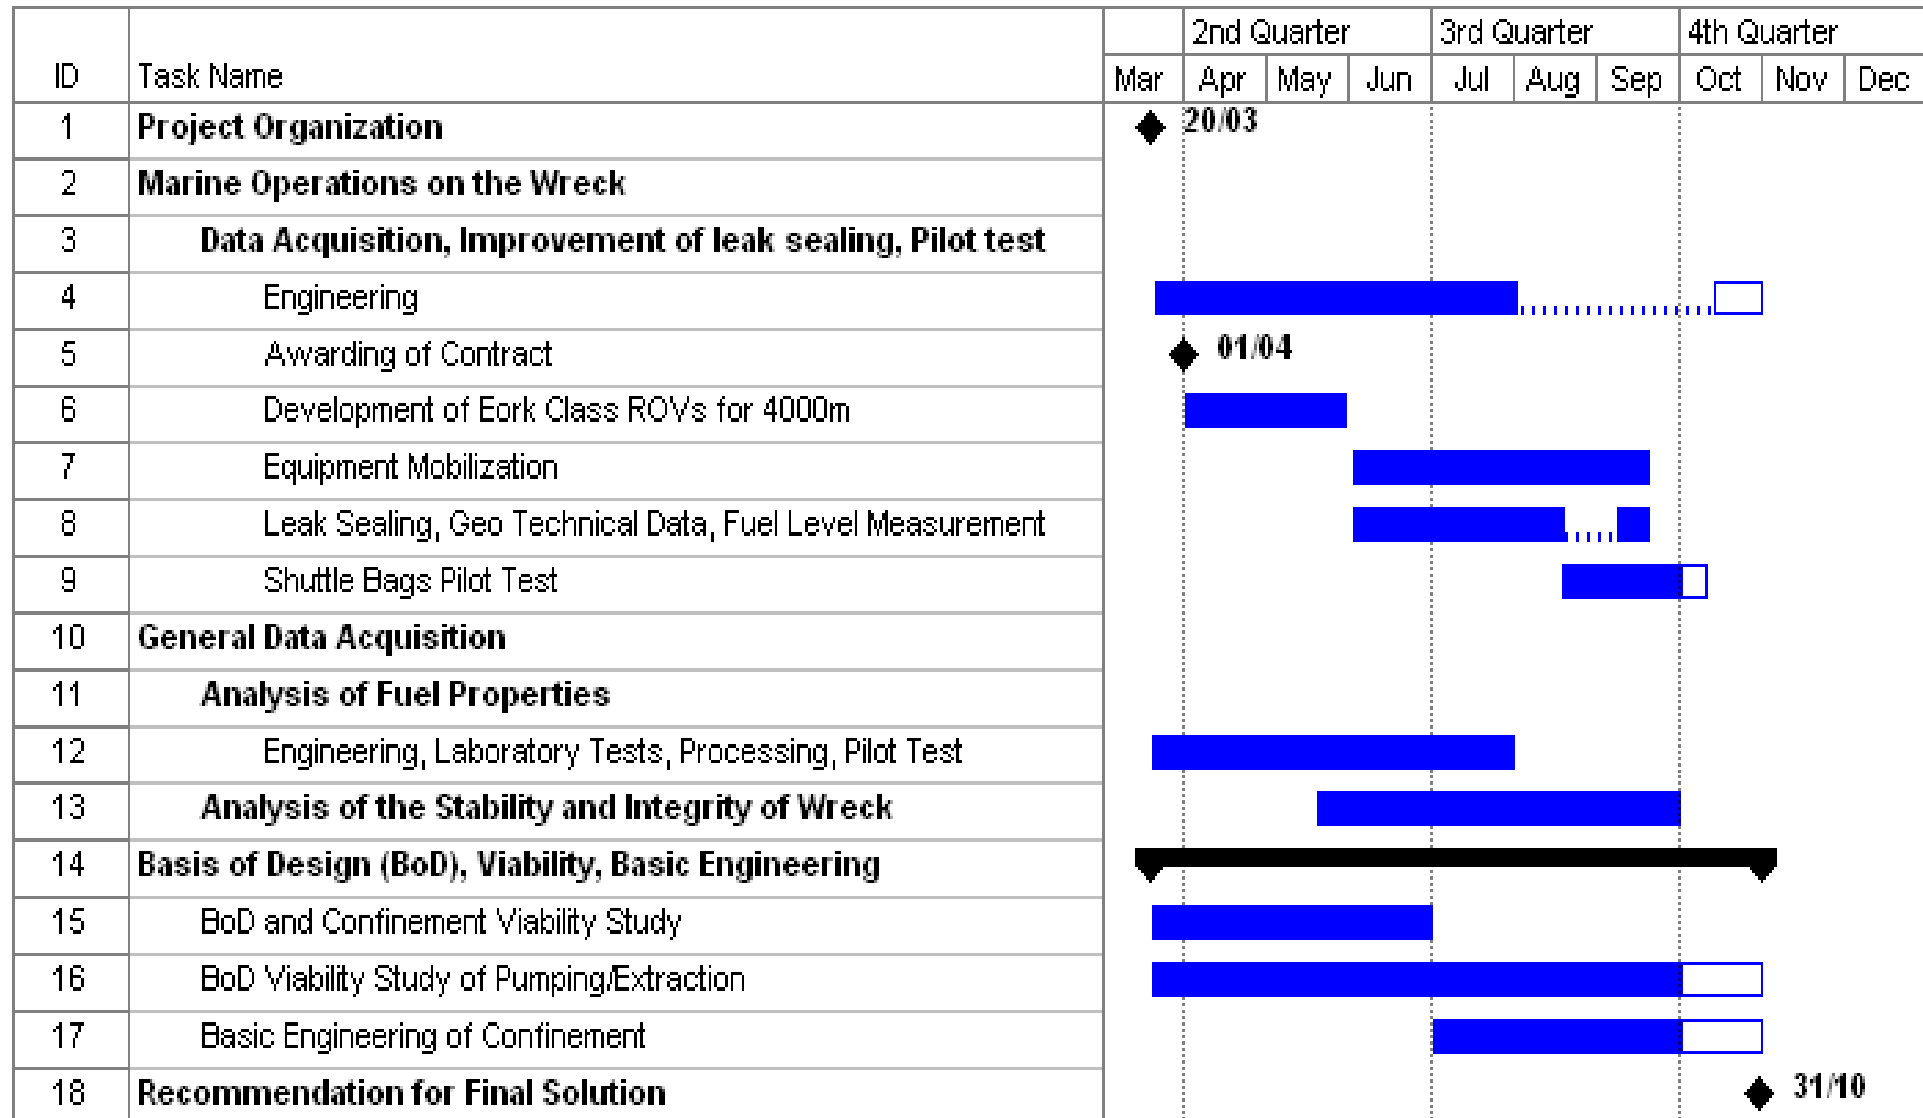 2nd Quarter 3rd Quarter 4th Quarter
ID Task Name Mar Apr May Jun Jul Aug Sep Oct Nov Dec
1 Project Organization 20/03
2 Marine Operations on the Wreck
3 Data Acquisition, Improvement of leak sealing, Pilot test
4 Engineering
5 Awarding of Contract 01/04
6 Development of Eork Class ROVs for 4000m
7 Equipment Mobilization
8 Leak Sealing, Geo Technical Data, Fuel Level Measurement
9 Shuttle Bags Pilot Test
10 General Data Acquisition
11 Analysis of Fuel Properties
12 Engineering, Laboratory Tests, Processing, Pilot Test
13 Analysis of the Stability and Integrity of Wreck
14 Basis of Design (BoD), Viability, Basic Engineering
15 BoD and Confinement Viability Study
16 BoD Viability Study of Pumping/Extraction
17 Basic Engineering of Confinement
18 Recommendation for Final Solution 31/10